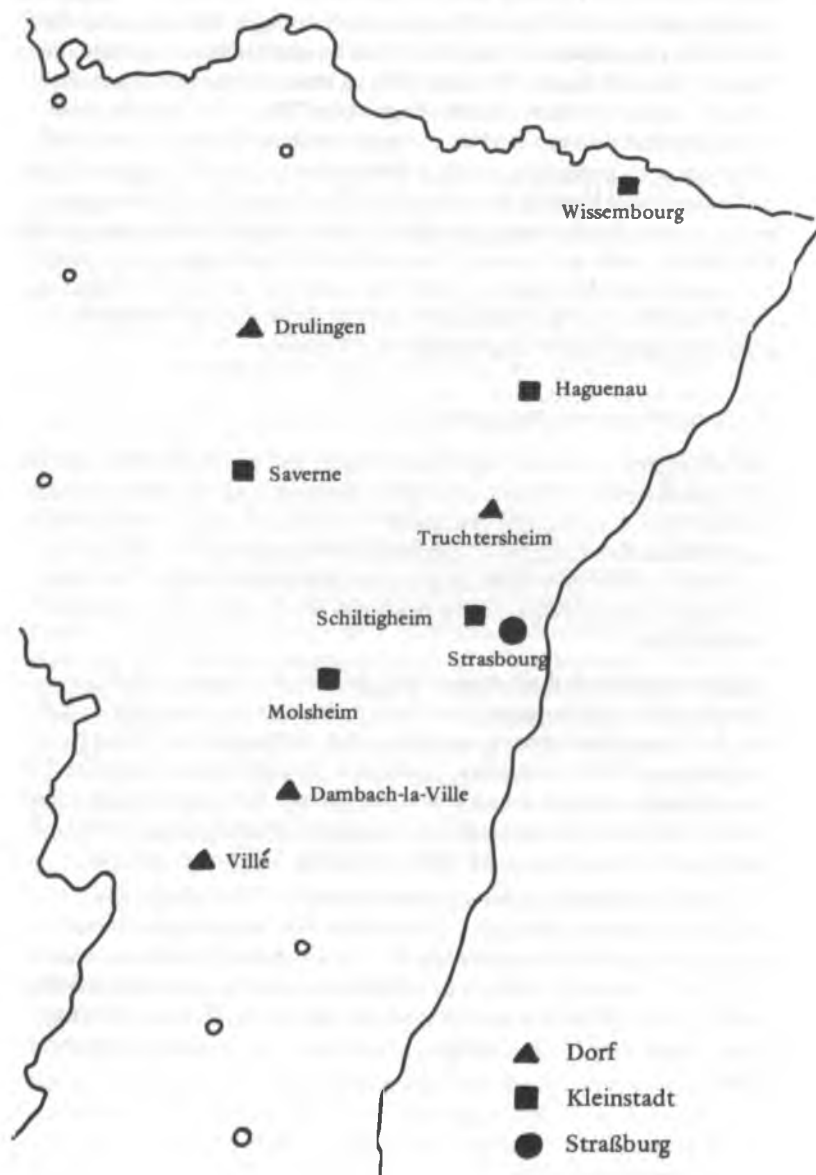 Wissembourg
Drulingen
Haguenau
Saverne
Truchtersheim
Schiltigheim
Strasbourg
Molsheim
Dambach-la-Ville
Villé
Dorf
Kleinstadt
Straßburg